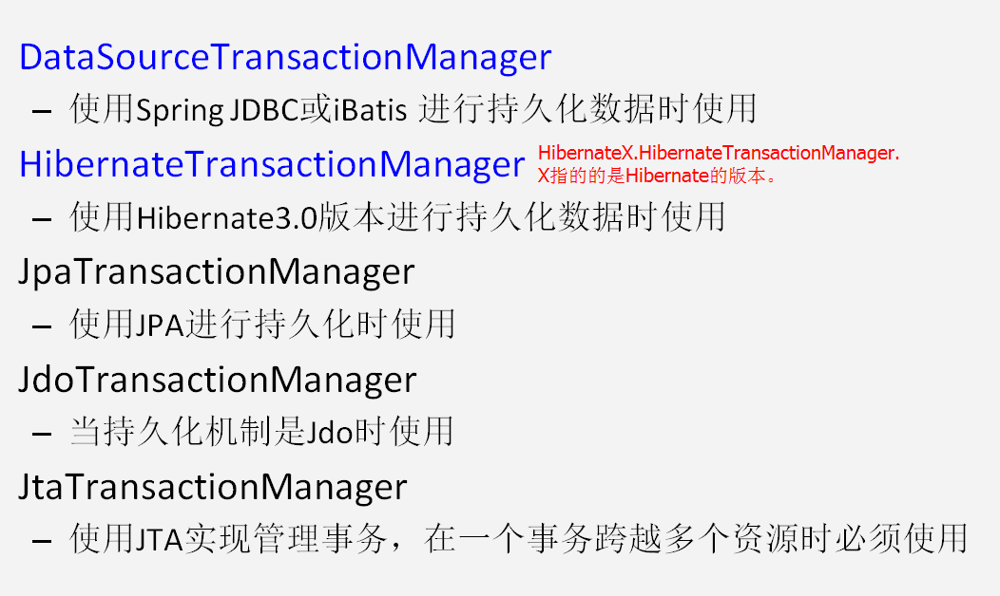 DataSourceTransactionManager
– 使用Spring JDBC或iBatis 进行持久化数据时使用
HibernateTransactionManager
HibernateX.HibernateTransactionManager.
X指的的是Hibernate的版本。
– 使用Hibernate3.0版本进行持久化数据时使用
JpaTransactionManager
– 使用JPA进行持久化时使用
JdoTransactionManager
– 当持久化机制是Jdo时使用
JtaTransactionManager
– 使用JTA实现管理事务，在一个事务跨越多个资源时必须使用